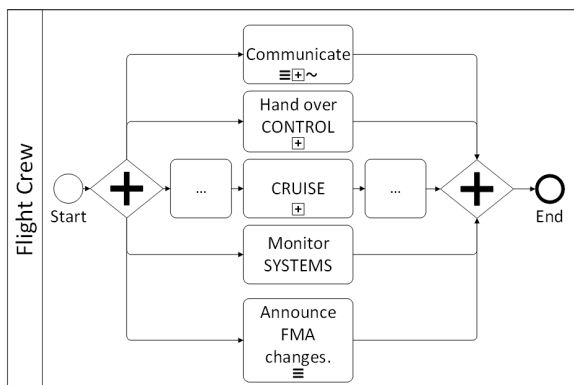 Flight Crew
Start
Communicate
Hand over
CONTROL
...
CRUISE
...
Monitor
SYSTEMS
Announce
FMA
changes.
End